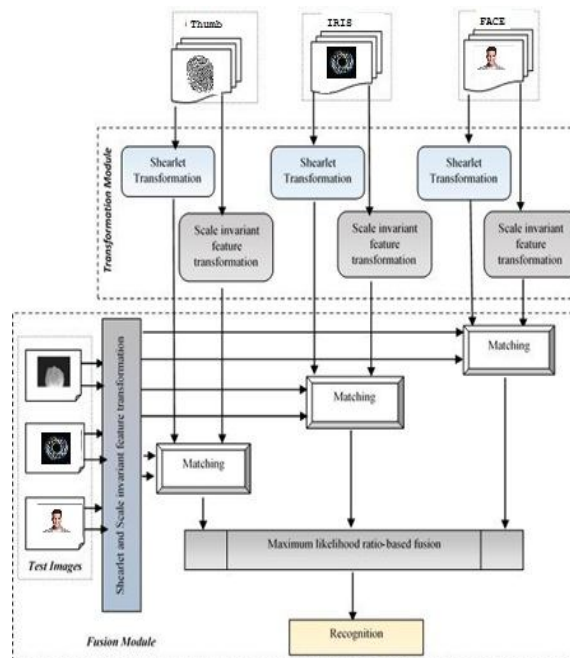 Thumb
IRIS
FACE
Transformation Module
Shearlet
Transformation
Shearlet
Transformation
Shearlet
Transformation
Scale invariant
feature
transformation
Scale invariant
feature
transformation
Scale invariant
feature
transformation
Matching
Matching
Matching
Shearlet and Scale invariant feature transformation
Test Images
Maximum likelihood ratio-based fusion
Fusion Module
Recognition